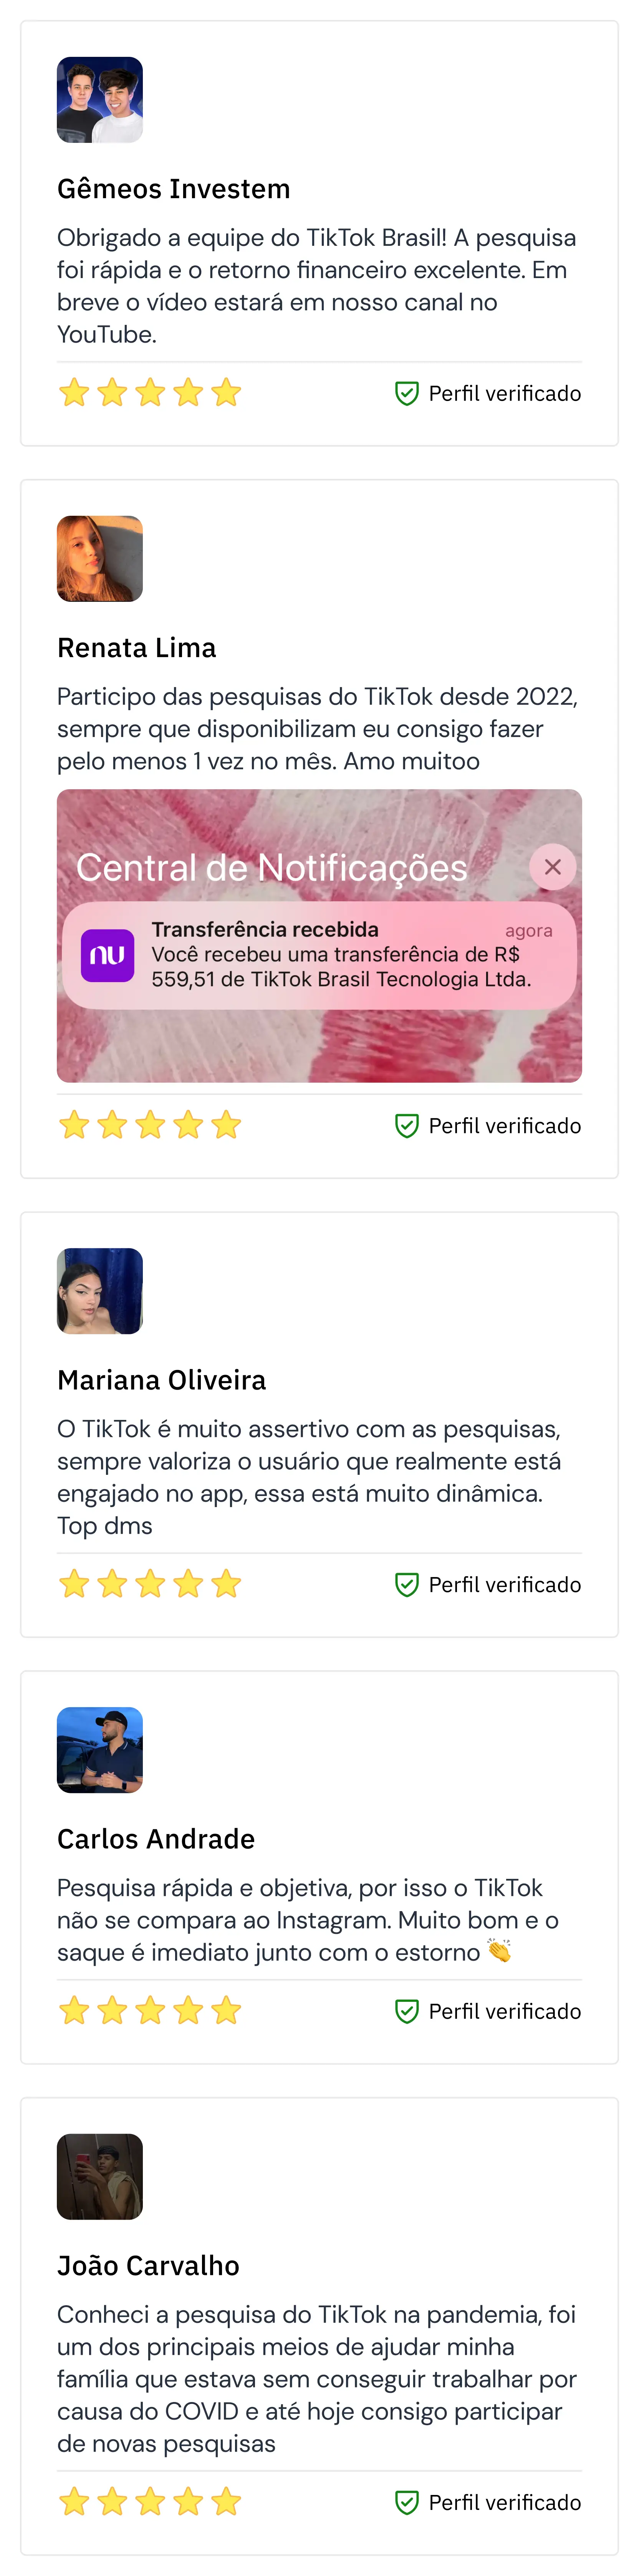 Gêmeos Investem
Obrigado a equipe do TikTok Brasil! A pesquisa
foi rápida e o retorno financeiro excelente. Em
breve o vídeo estará em nosso canal no
YouTube.
Perfil verificado
Renata Lima
Participo das pesquisas do TikTok desde 2022,
sempre que disponibilizam eu consigo fazer
pelo menos 1 vez no mês. Amo muitoo
Central de Notificações
Transferência recebida agora
nu
Você recebeu uma transferência de R$
559,51 de TikTok Brasil Tecnologia Ltda.
Perfil verificado
Mariana Oliveira
O TikTok é muito assertivo com as pesquisas,
sempre valoriza o usuário que realmente está
engajado no app, essa está muito dinâmica.
Top dms
Perfil verificado
Carlos Andrade
Pesquisa rápida e objetiva, por isso o TikTok
não se compara ao Instagram. Muito bom e o
saque é imediato junto com o estorno 👏
Perfil verificado
João Carvalho
Conheci a pesquisa do TikTok na pandemia, foi
um dos principais meios de ajudar minha
família que estava sem conseguir trabalhar por
causa do COVID e até hoje consigo participar
de novas pesquisas
Perfil verificado